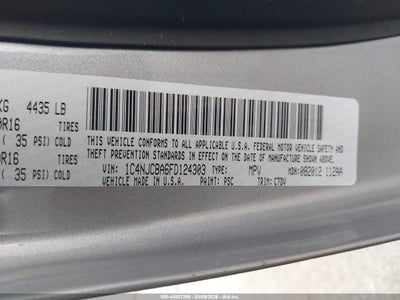 KG 4435 LB
0R16 TIRES
( 35 PSI) COLD
0R16 TIRES
( 35 PSI) COLD
THIS VEHICLE CONFORMS TO ALL APPLICABLE U.S.A. FEDERAL MOTOR VEHICLE SAFETY AND
THEFT PREVENTION STANDARDS IN EFFECT ON THE DATE OF MANUFACTURE SHOWN ABOVE.
VIN: 1C4NJCBA6FD124303 TYPE: MPV
VEHICLE MADE IN U.S.A. PAINT: PSC TRIM: C7DV